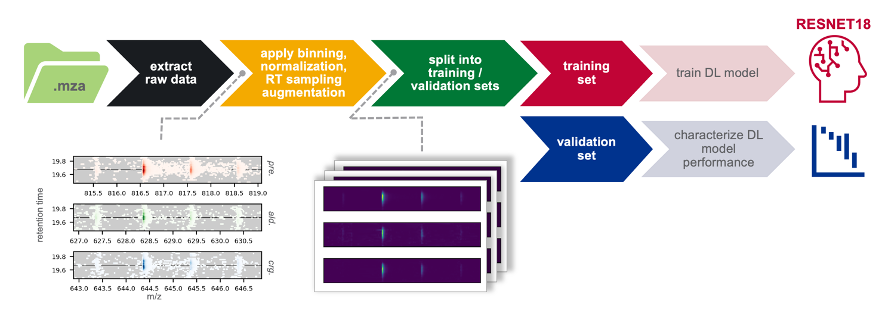 RESNET18
.mza
extract
raw data
apply binning,
normalization,
RT sampling
augmentation
split into
training /
validation sets
training
set
train DL model
validation
set
characterize DL
model
performance
retention time
19.8
19.6
pre.
815.5 816.0 816.5 817.0 817.5 818.0 818.5 819.0
19.8
19.6
ald.
627.0 627.5 628.0 628.5 629.0 629.5 630.0 630.5
19.8
19.6
crg.
643.0 643.5 644.0 644.5 645.0 645.5 646.0 646.5
m/z